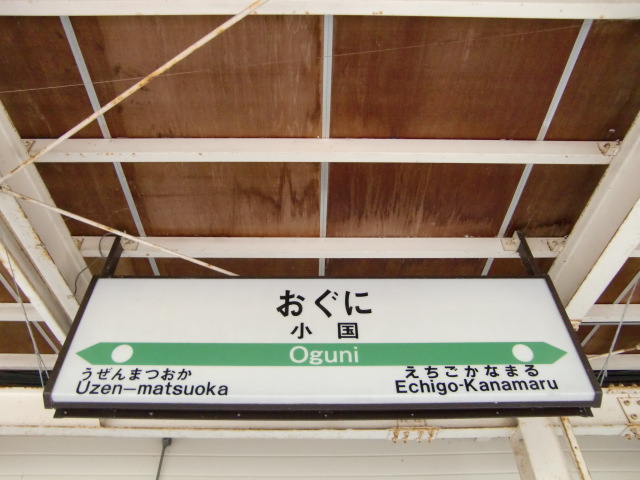 おぐに
小国
Oguni
うぜんまつおか
Uzen-matsuoka
えちごかなまる
Echigo-Kanamaru